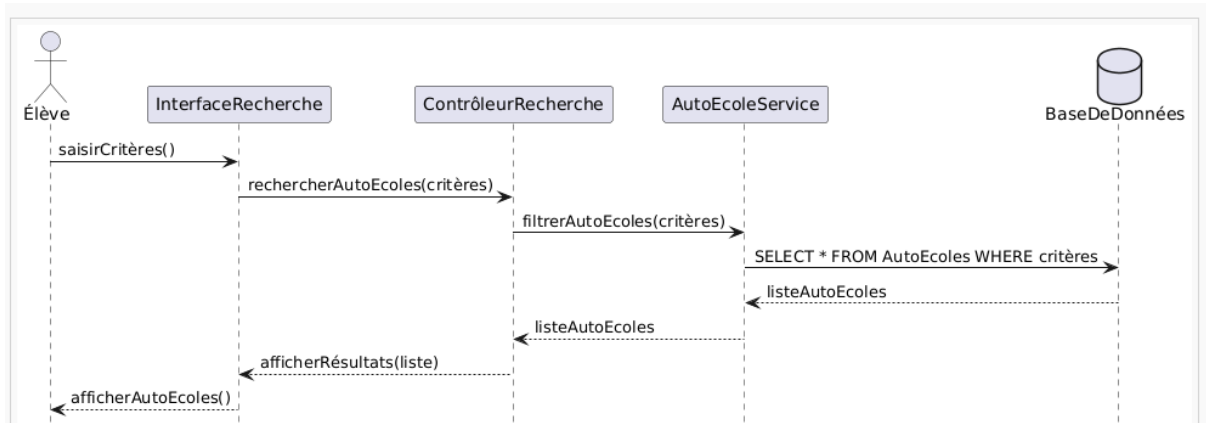 Élève
InterfaceRecherche
ContrôleurRecherche
AutoEcoleService
BaseDeDonnées
saisirCritères()
rechercherAutoEcoles(critères)
filtrerAutoEcoles(critères)
SELECT * FROM AutoEcoles WHERE critères
listeAutoEcoles
listeAutoEcoles
afficherRésultats(liste)
afficherAutoEcoles()